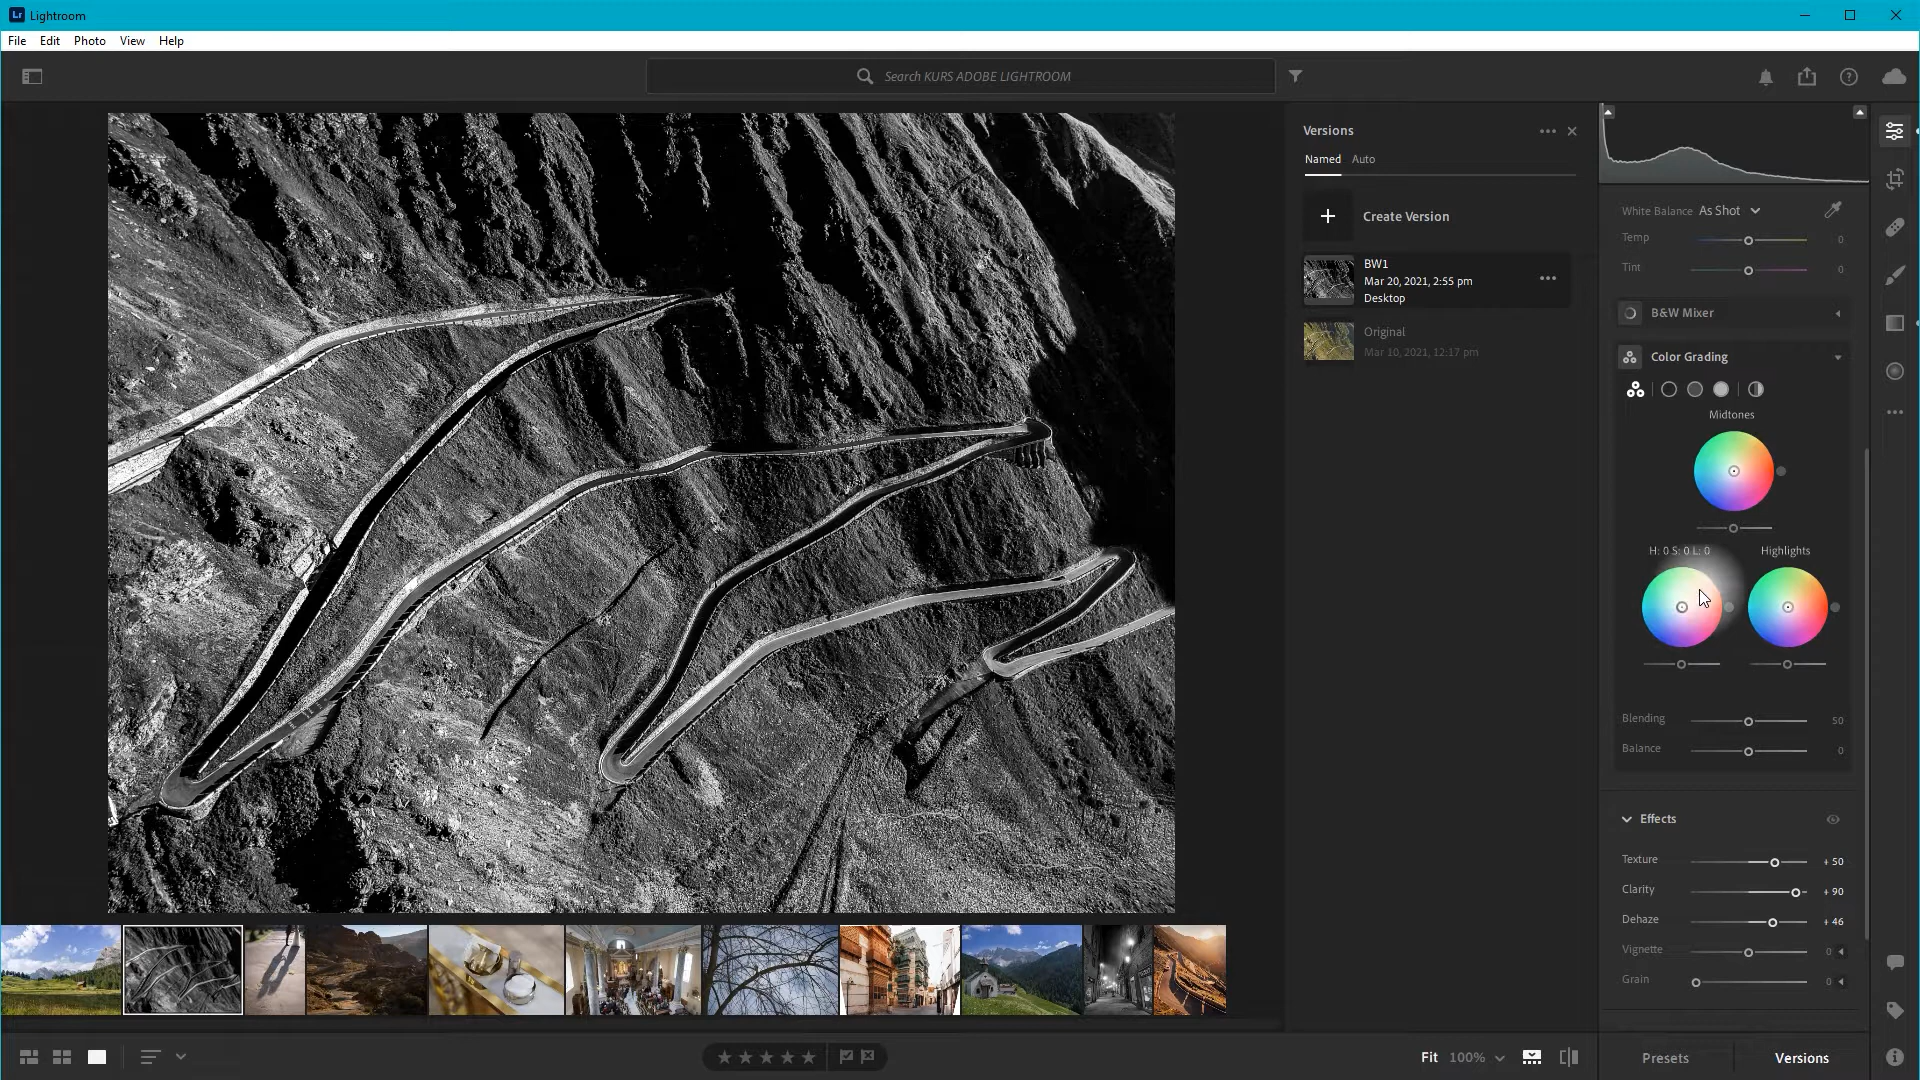 Lr Lightroom
File Edit Photo View Help
Search KURS ADOBE LIGHTROOM
Versions
Named Auto
Create Version
BW1
Mar 20, 2021, 2:55 pm
Desktop
Original
Mar 10, 2021, 12:17 pm
White Balance As Shot
Temp 0
Tint 0
B&W Mixer
Color Grading
Midtones
H: 0 S: 0 L: 0 Highlights
Blending 50
Balance 0
Effects
Texture + 50
Clarity + 90
Dehaze + 46
Vignette 0
Grain 0
Fit 100%
Presets Versions